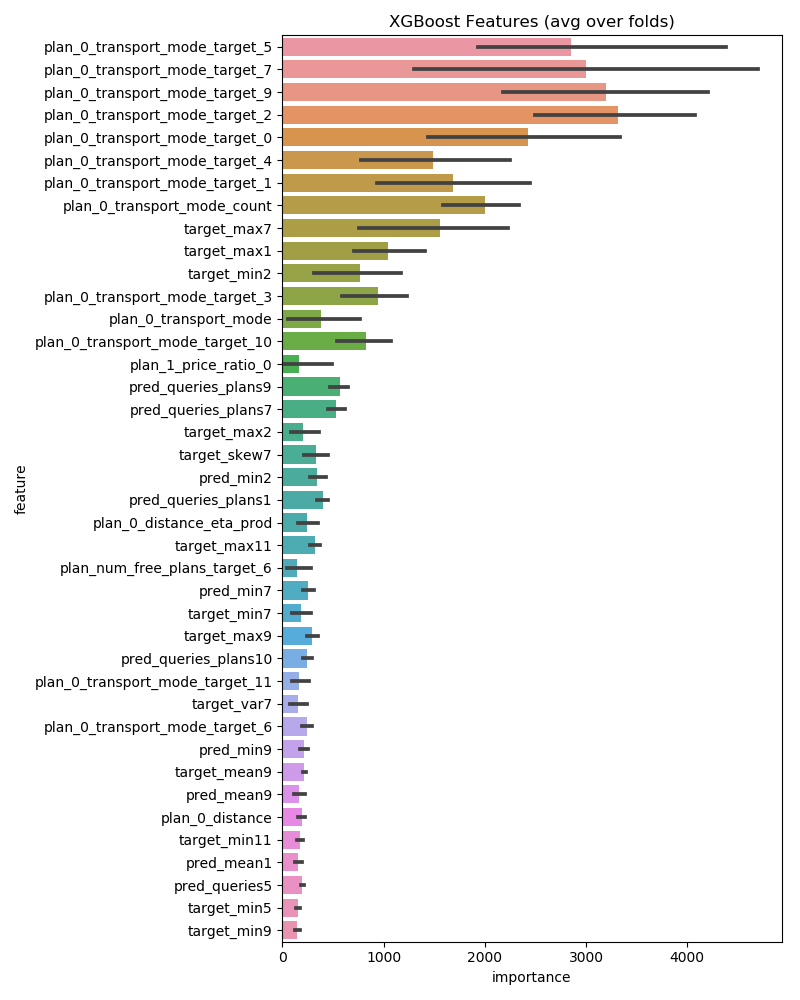 XGBoost Features (avg over folds)
plan_0_transport_mode_target_5
plan_0_transport_mode_target_7
plan_0_transport_mode_target_9
plan_0_transport_mode_target_2
plan_0_transport_mode_target_0
plan_0_transport_mode_target_4
plan_0_transport_mode_target_1
plan_0_transport_mode_count
target_max7
target_max1
target_min2
plan_0_transport_mode_target_3
plan_0_transport_mode
plan_0_transport_mode_target_10
plan_1_price_ratio_0
pred_queries_plans9
pred_queries_plans7
target_max2
target_skew7
pred_min2
pred_queries_plans1
plan_0_distance_eta_prod
target_max11
plan_num_free_plans_target_6
pred_min7
target_min7
target_max9
pred_queries_plans10
plan_0_transport_mode_target_11
target_var7
plan_0_transport_mode_target_6
pred_min9
target_mean9
pred_mean9
plan_0_distance
target_min11
pred_mean1
pred_queries5
target_min5
target_min9
feature
0 1000 2000 3000 4000
importance